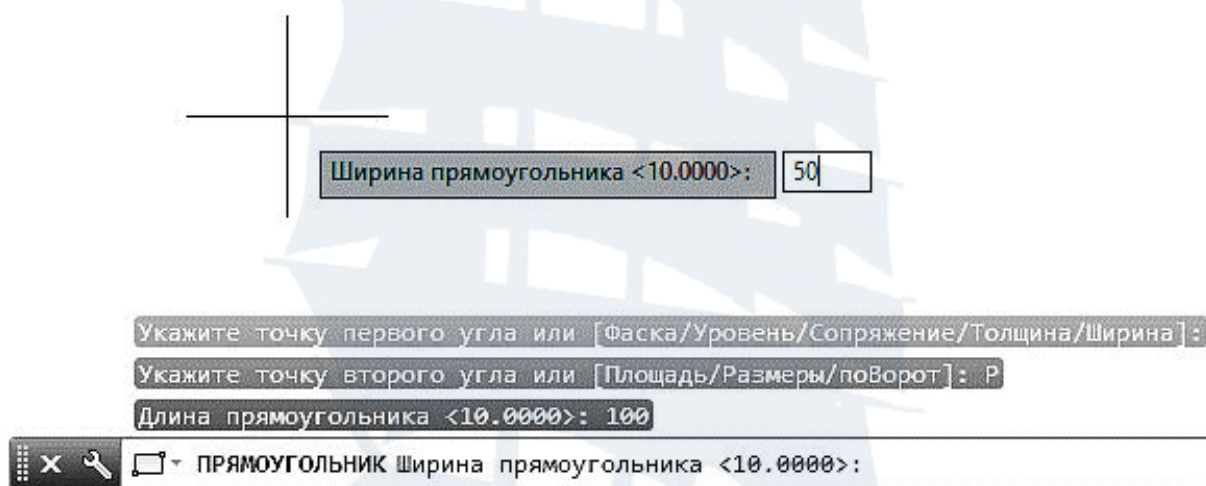 Ширина прямоугольника <10.0000>: 50
Укажите точку первого угла или [Фаска/Уровень/Сопряжение/Толщина/Ширина]:
Укажите точку второго угла или [Площадь/Размеры/поВорот]: Р
Длина прямоугольника <10.0000>: 100
ПРЯМОУГОЛЬНИК Ширина прямоугольника <10.0000>: